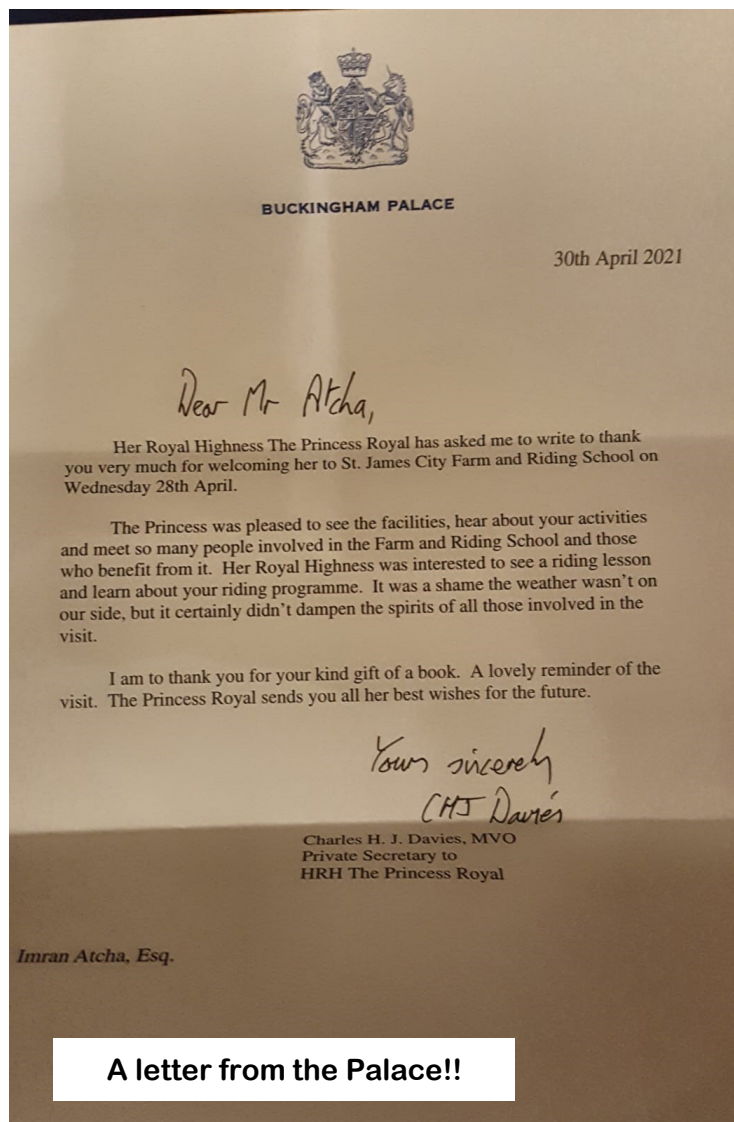 BUCKINGHAM PALACE
30th April 2021
Dear Mr Atcha,
Her Royal Highness The Princess Royal has asked me to write to thank
you very much for welcoming her to St. James City Farm and Riding School on
Wednesday 28th April.
The Princess was pleased to see the facilities, hear about your activities
and meet so many people involved in the Farm and Riding School and those
who benefit from it.  Her Royal Highness was interested to see a riding lesson
and learn about your riding programme.  It was a shame the weather wasn't on
our side, but it certainly didn't dampen the spirits of all those involved in the
visit.
I am to thank you for your kind gift of a book.  A lovely reminder of the
visit.  The Princess Royal sends you all her best wishes for the future.
Yours sincerely
CHJ Davies
Charles H. J. Davies, MVO
Private Secretary to
HRH The Princess Royal
Imran Atcha, Esq.
A letter from the Palace!!